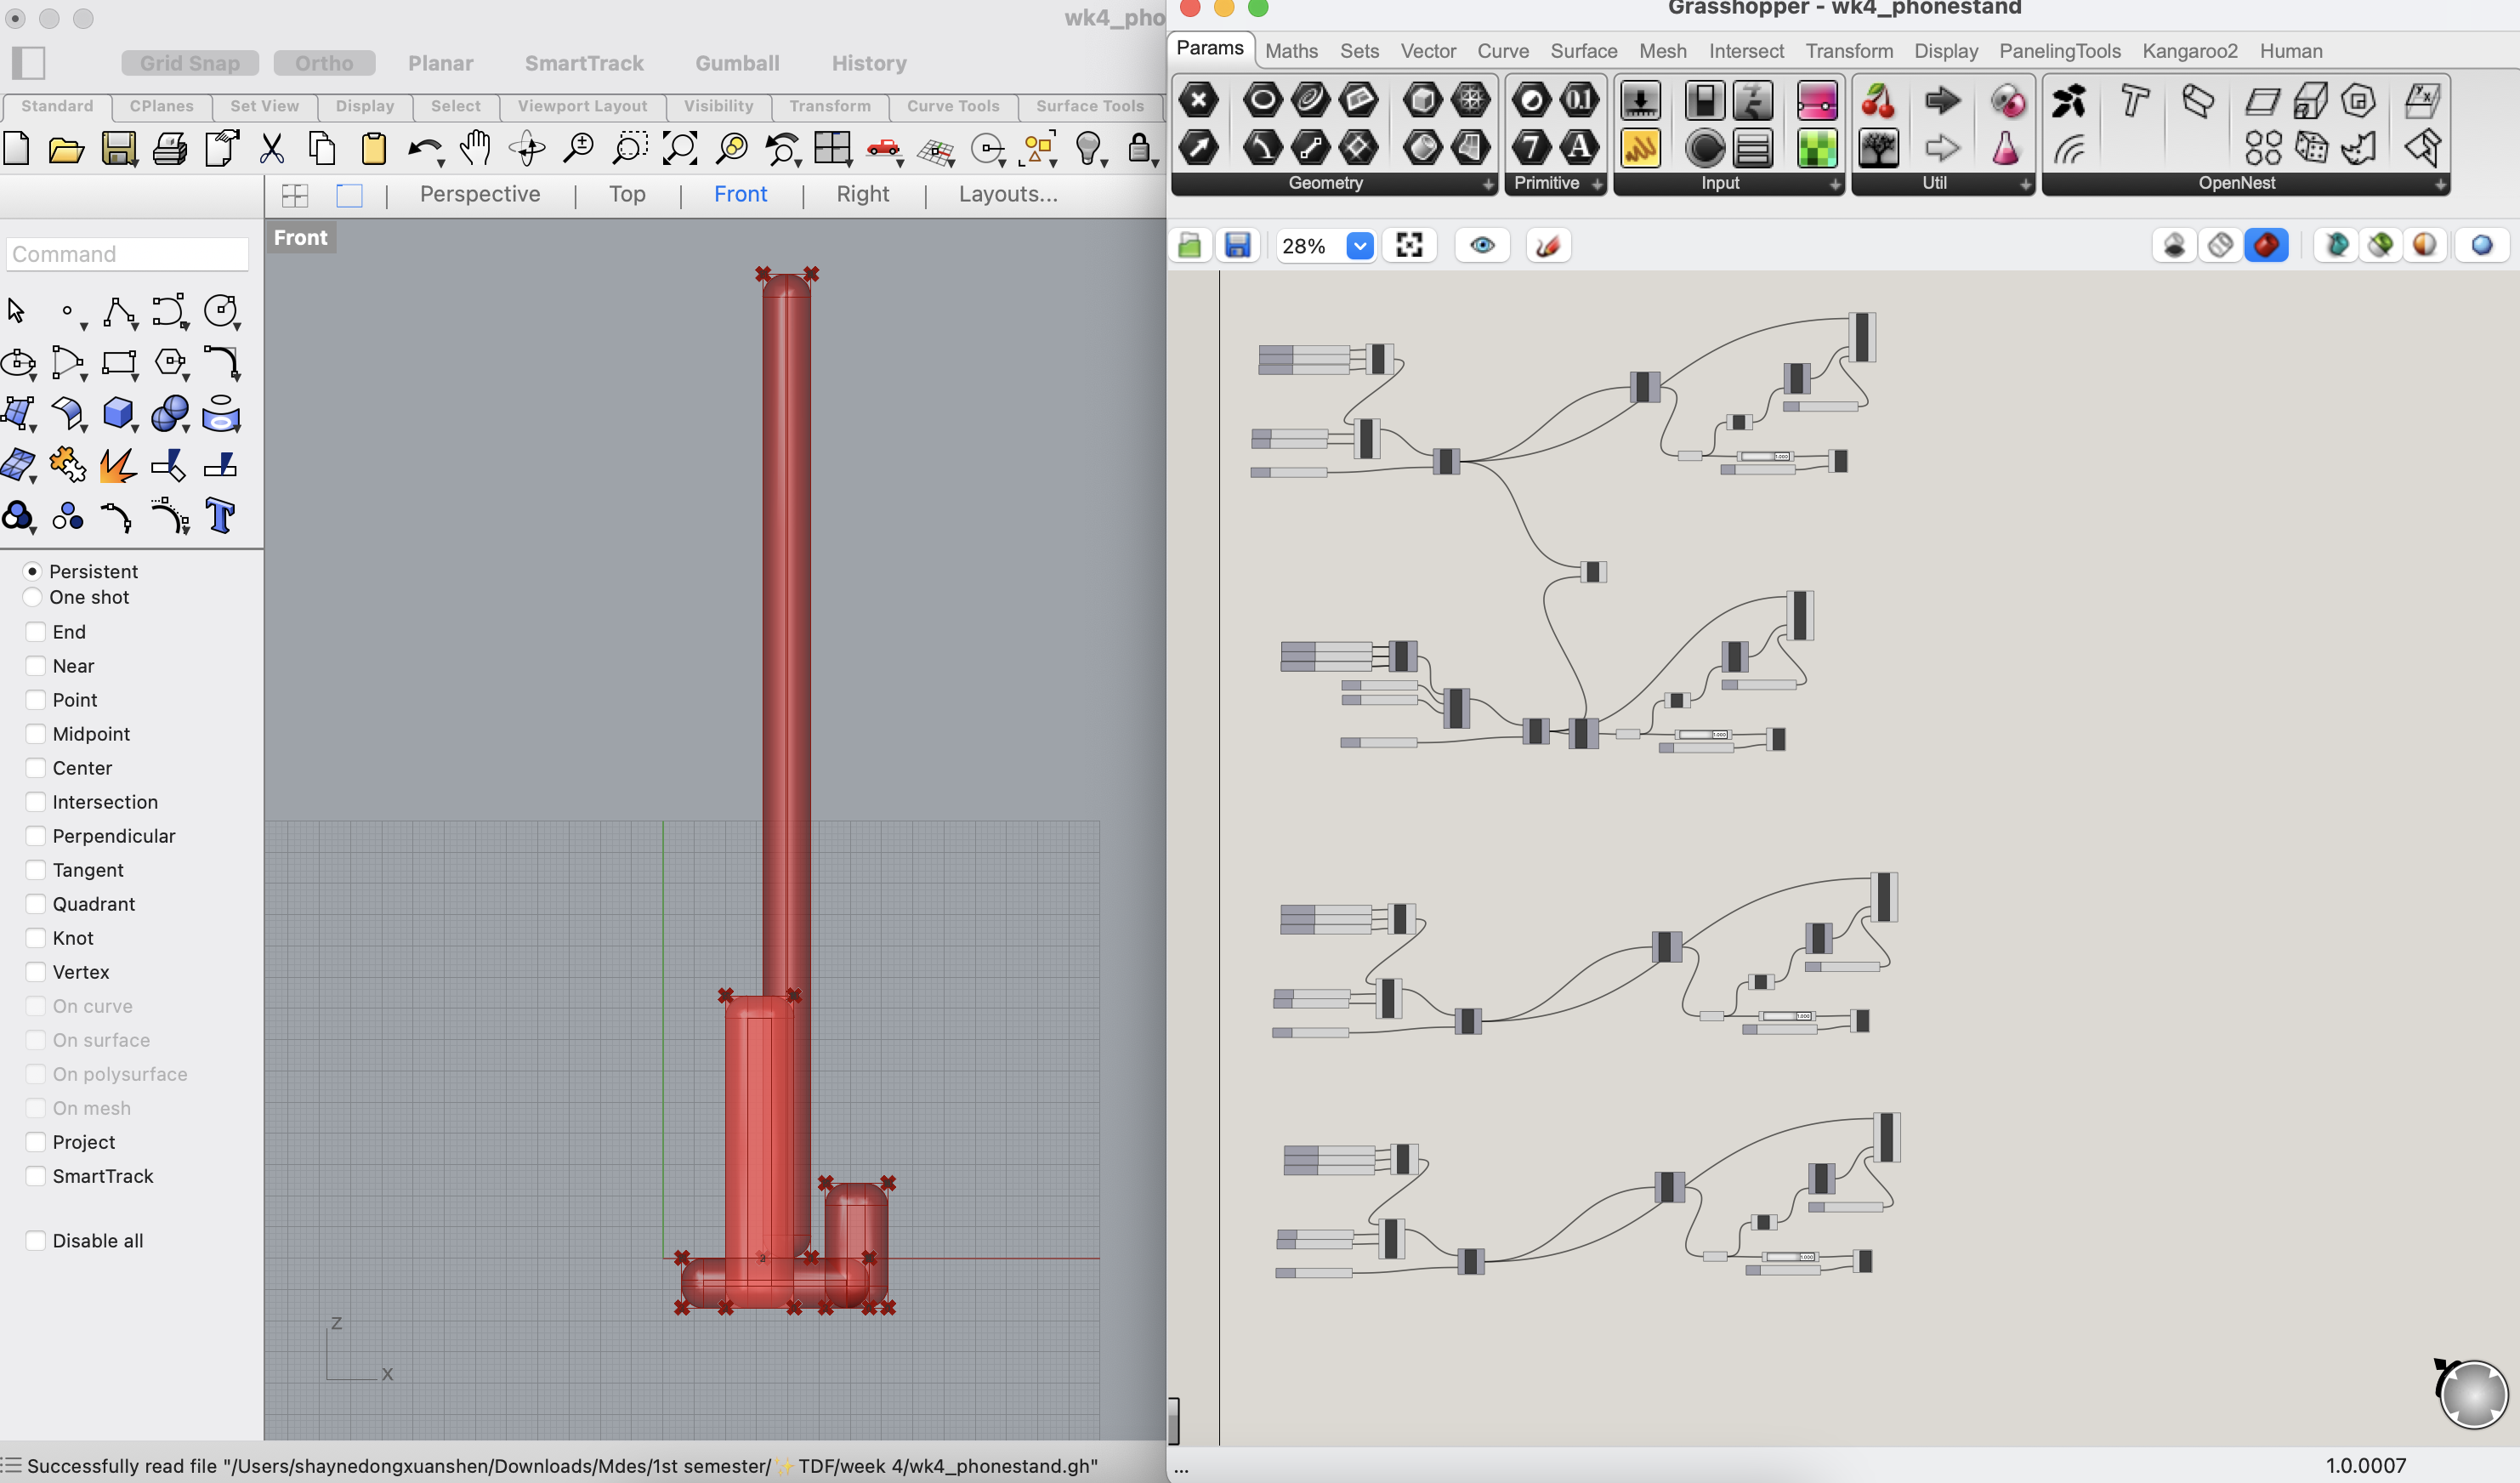 wk4_pho
Grid Snap Ortho Planar SmartTrack Gumball History
Standard CPlanes Set View Display Select Viewport Layout Visibility Transform Curve Tools Surface Tools
Perspective Top Front Right Layouts...
Command
Front
Persistent
One shot
End
Near
Point
Midpoint
Center
Intersection
Perpendicular
Tangent
Quadrant
Knot
Vertex
On curve
On surface
On polysurface
On mesh
Project
SmartTrack
Disable all
z
x
Successfully read file "/Users/shaynedongxuanshen/Downloads/Mdes/1st semester/✨TDF/week 4/wk4_phonestand.gh"
Grasshopper - wk4_phonestand
Params Maths Sets Vector Curve Surface Mesh Intersect Transform Display PanelingTools Kangaroo2 Human
0.1
7 A
Geometry Primitive Input Util OpenNest
28%
...
1.0.0007